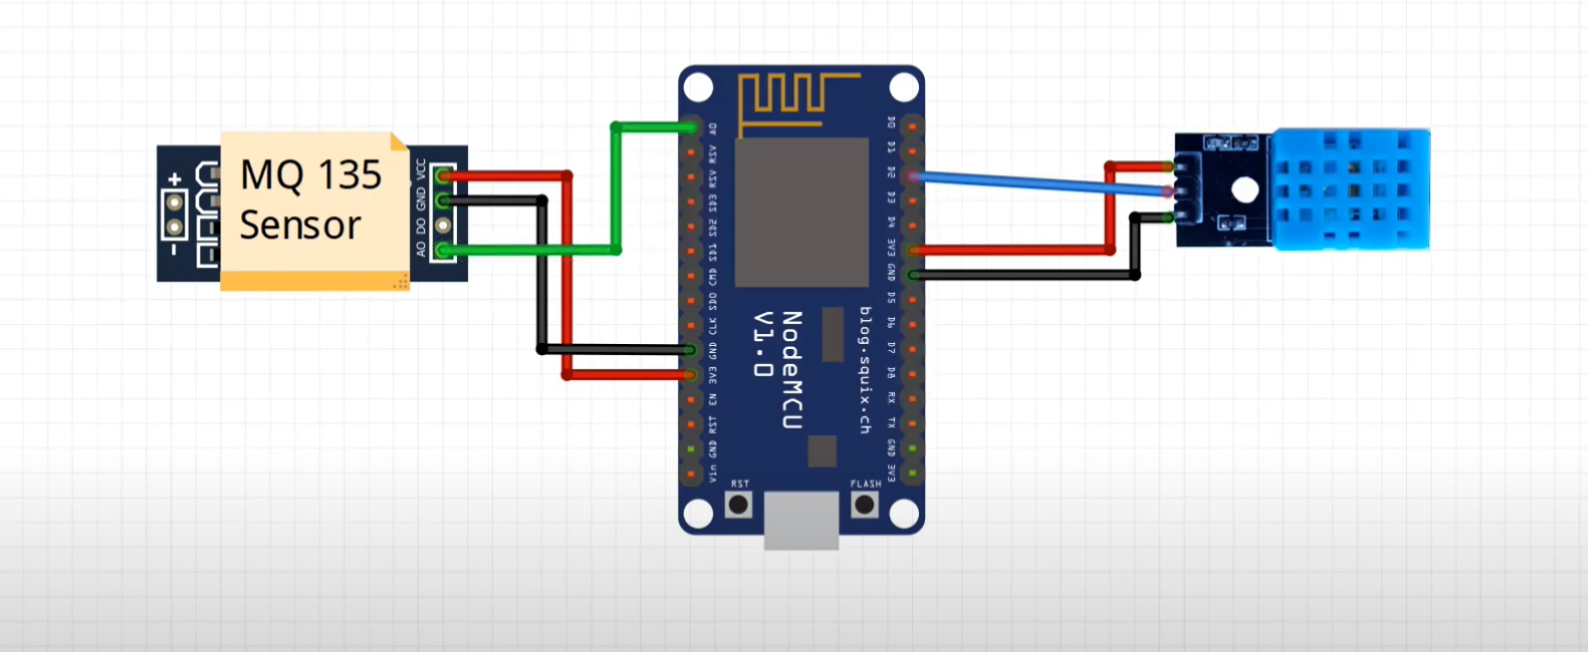 MQ 135
Sensor
+
-
VCC
GND
DO
AO
A0
RSV
RSV
SD3
SD2
SD1
CMD
SD0
CLK
GND
3V3
EN
RST
GND
Vin
D0
D1
D2
D3
D4
3V3
GND
D5
D6
D7
D8
RX
TX
GND
3V3
NodeMCU
V1.0
blog.squix.ch
RST
FLASH